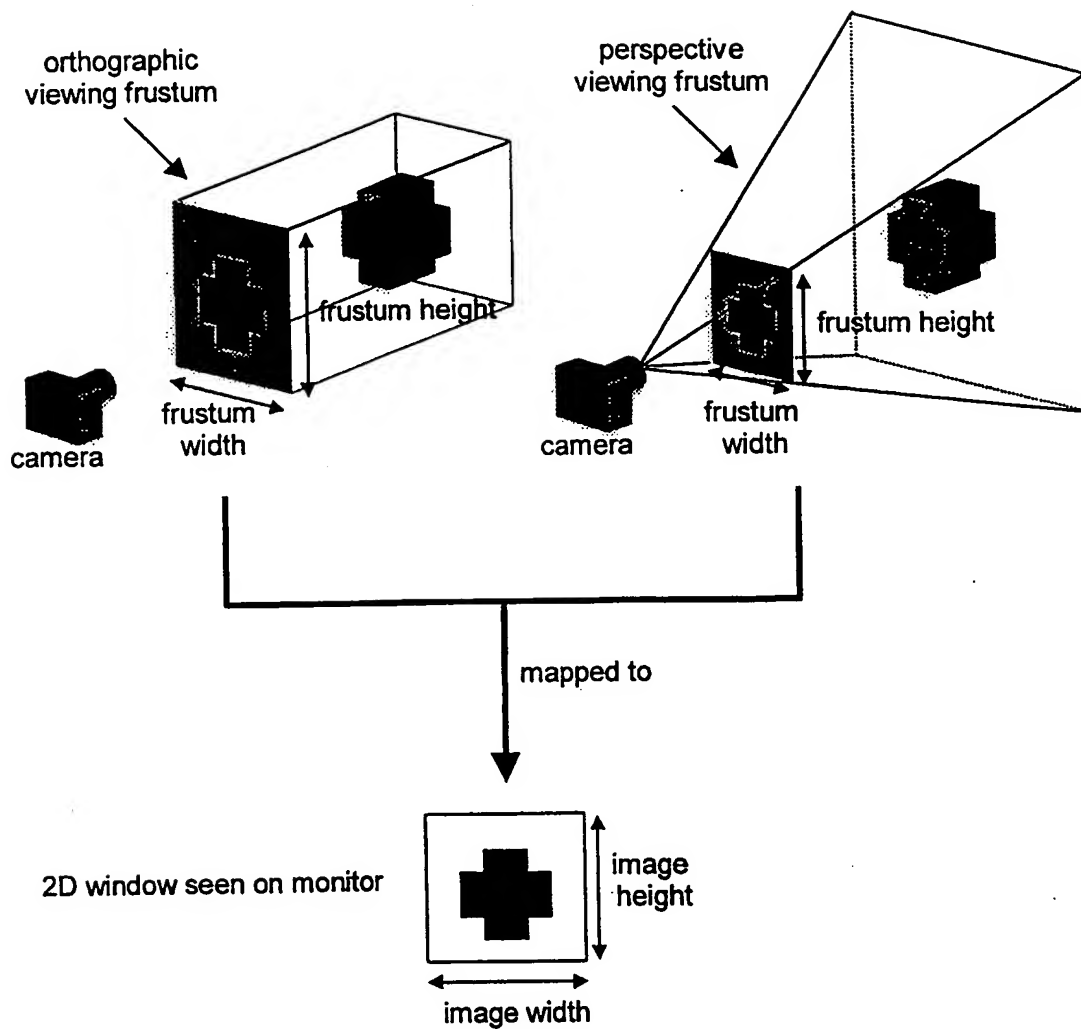 orthographic
viewing frustum
perspective
viewing frustum
frustum height
frustum height
frustum
width
frustum
width
camera
camera
mapped to
2D window seen on monitor
image
height
image width